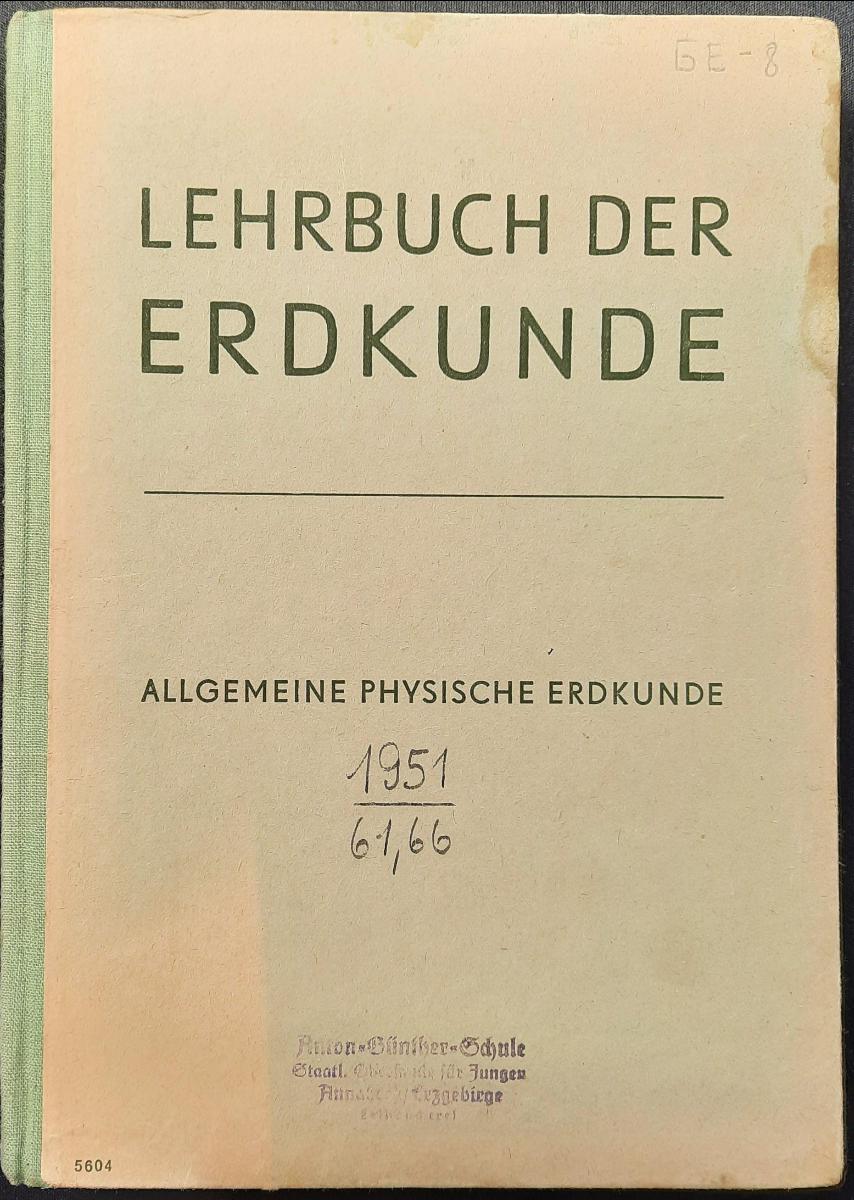 БЕ-8
LEHRBUCH DER
ERDKUNDE
ALLGEMEINE PHYSISCHE ERDKUNDE
1951
61,66
Anton-Günther-Schule
Staatl. für Jungen
Erzgebirge
5604